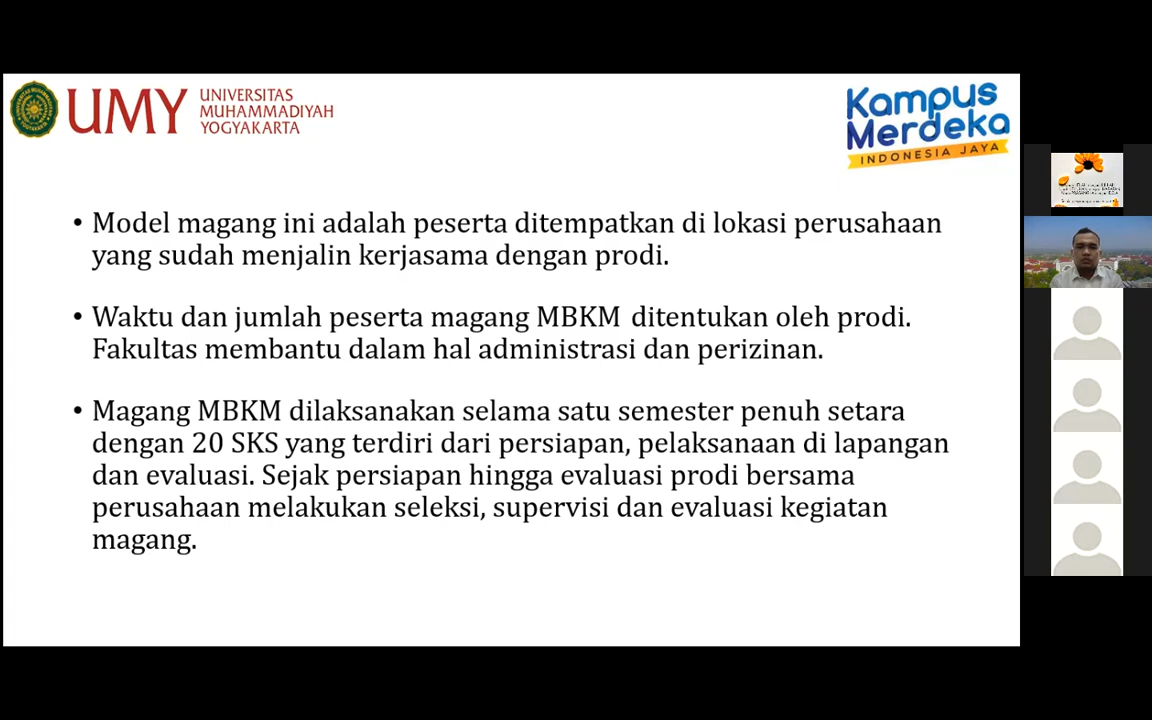 UMY
UNIVERSITAS
MUHAMMADIYAH
YOGYAKARTA
Kampus
Merdeka
INDONESIA JAYA
• Model magang ini adalah peserta ditempatkan di lokasi perusahaan
yang sudah menjalin kerjasama dengan prodi.
• Waktu dan jumlah peserta magang MBKM ditentukan oleh prodi.
Fakultas membantu dalam hal administrasi dan perizinan.
• Magang MBKM dilaksanakan selama satu semester penuh setara
dengan 20 SKS yang terdiri dari persiapan, pelaksanaan di lapangan
dan evaluasi. Sejak persiapan hingga evaluasi prodi bersama
perusahaan melakukan seleksi, supervisi dan evaluasi kegiatan
magang.